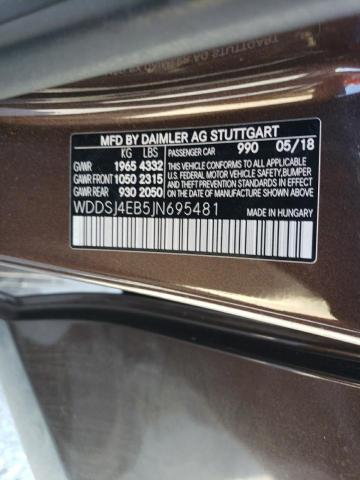 MFD BY DAIMLER AG STUTTGART
KG LBS PASSENGER CAR 990 05/18
GVWR 1965 4332
GAWR FRONT 1050 2315
GAWR REAR 930 2050
THIS VEHICLE CONFORMS TO ALL APPLICABLE
U.S. FEDERAL MOTOR VEHICLE SAFETY, BUMPER
AND THEFT PREVENTION STANDARDS IN EFFECT
ON THE DATE OF MANUFACTURE SHOWN ABOVE.
WDDSJ4EB5JN695481
MADE IN HUNGARY